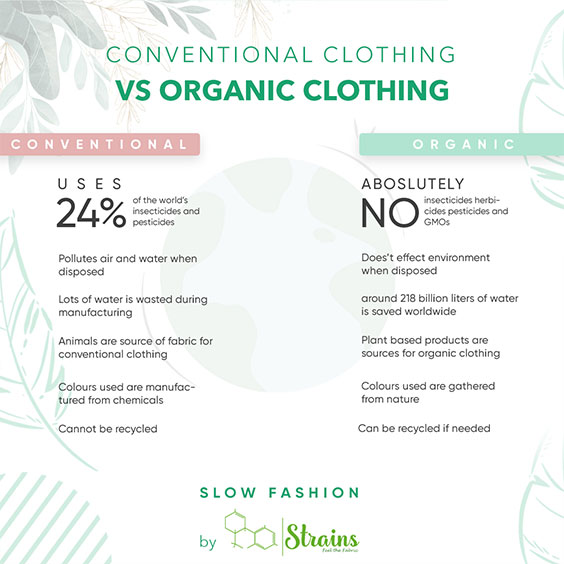 CONVENTIONAL CLOTHING
VS ORGANIC CLOTHING
CONVENTIONAL
USES
24%
of the world's
insecticides and
pesticides
Pollutes air and water when
disposed
Lots of water is wasted during
manufacturing
Animals are source of fabric for
conventional clothing
Colours used are manufac-
tured from chemicals
Cannot be recycled
ORGANIC
ABOSLUTELY
NO
insecticides herbi-
cides pesticides and
GMOs
Does't effect environment
when disposed
around 218 billion liters of water
is saved worldwide
Plant based products are
sources for organic clothing
Colours used are gathered
from nature
Can be recycled if needed
SLOW FASHION
by
Strains
Feel the Fabric